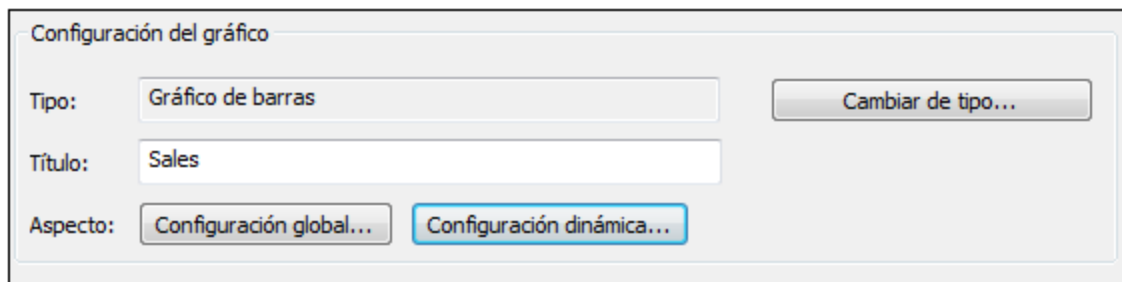 Configuración del gráfico
Tipo: Gráfico de barras Cambiar de tipo...
Título: Sales
Aspecto: Configuración global... Configuración dinámica...